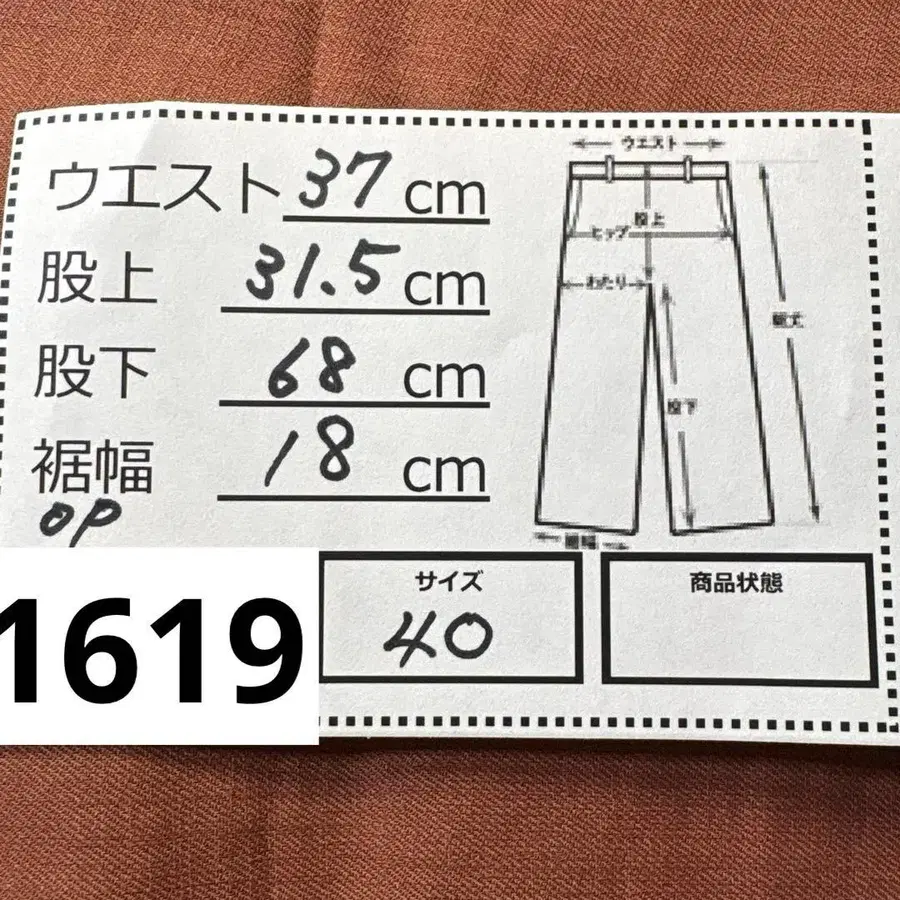 ウエスト 37 cm
股上 31.5 cm
股下 68 cm
裾幅 18 cm
OP
1619
サイズ
40
商品状態
ウエスト
股上
ヒップ
わたり
総丈
股下
裾幅